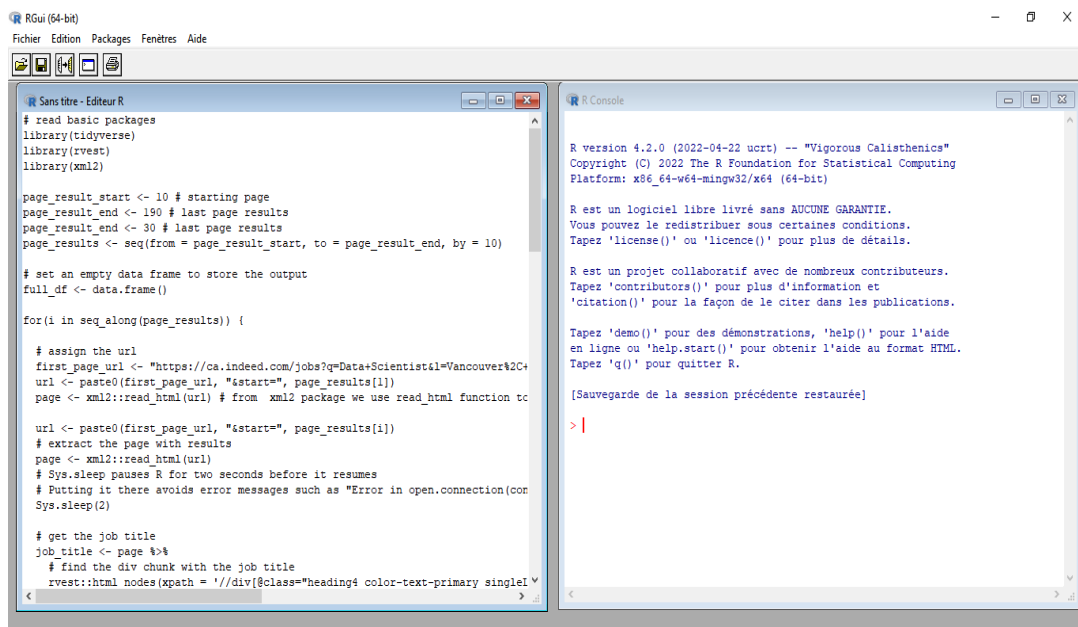 RGui (64-bit)
Fichier Edition Packages Fenêtres Aide
Sans titre - Editeur R
# read basic packages
library(tidyverse)
library(rvest)
library(xml2)
page_result_start <- 10 # starting page
page_result_end <- 190 # last page results
page_result_end <- 30 # last page results
page_results <- seq(from = page_result_start, to = page_result_end, by = 10)
# set an empty data frame to store the output
full_df <- data.frame()
for(i in seq_along(page_results)) {
# assign the url
first_page_url <- "https://ca.indeed.com/jobs?q=Data+Scientist&l=Vancouver%2C+
url <- paste0(first_page_url, "&start=", page_results[1])
page <- xml2::read_html(url) # from xml2 package we use read_html function to
url <- paste0(first_page_url, "&start=", page_results[i])
# extract the page with results
page <- xml2::read_html(url)
# Sys.sleep pauses R for two seconds before it resumes
# Putting it there avoids error messages such as "Error in open.connection(con
Sys.sleep(2)
# get the job title
job_title <- page %>%
# find the div chunk with the job title
rvest::html_nodes(xpath = '//div[@class="heading4 color-text-primary singleL
R Console
R version 4.2.0 (2022-04-22 ucrt) -- "Vigorous Calisthenics"
Copyright (C) 2022 The R Foundation for Statistical Computing
Platform: x86_64-w64-mingw32/x64 (64-bit)
R est un logiciel libre livré sans AUCUNE GARANTIE.
Vous pouvez le redistribuer sous certaines conditions.
Tapez 'license()' ou 'licence()' pour plus de détails.
R est un projet collaboratif avec de nombreux contributeurs.
Tapez 'contributors()' pour plus d'information et
'citation()' pour la façon de le citer dans les publications.
Tapez 'demo()' pour des démonstrations, 'help()' pour l'aide
en ligne ou 'help.start()' pour obtenir l'aide au format HTML.
Tapez 'q()' pour quitter R.
[Sauvegarde de la session précédente restaurée]
>